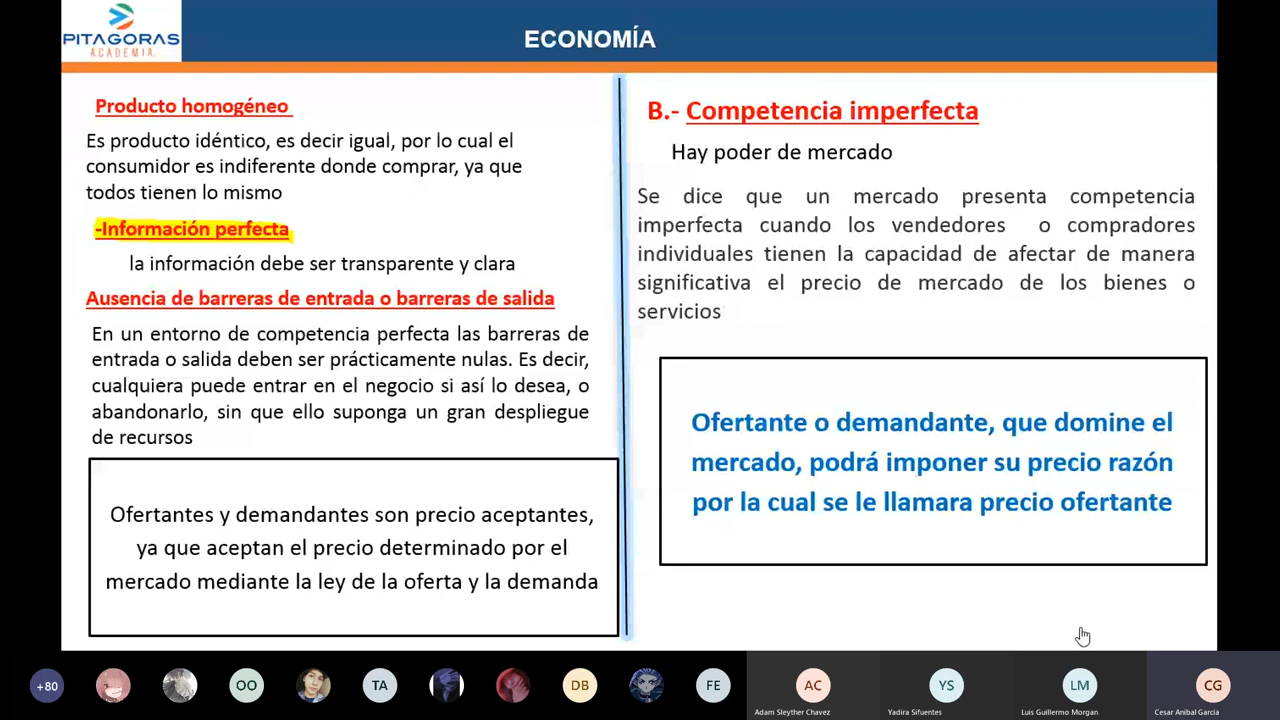 PITAGORAS
ACADEMIA
ECONOMÍA
Producto homogéneo
Es producto idéntico, es decir igual, por lo cual el
consumidor es indiferente donde comprar, ya que
todos tienen lo mismo
-Información perfecta
la información debe ser transparente y clara
Ausencia de barreras de entrada o barreras de salida
En un entorno de competencia perfecta las barreras de
entrada o salida deben ser prácticamente nulas. Es decir,
cualquiera puede entrar en el negocio si así lo desea, o
abandonarlo, sin que ello suponga un gran despliegue
de recursos
Ofertantes y demandantes son precio aceptantes,
ya que aceptan el precio determinado por el
mercado mediante la ley de la oferta y la demanda
B.- Competencia imperfecta
Hay poder de mercado
Se dice que un mercado presenta competencia
imperfecta cuando los vendedores o compradores
individuales tienen la capacidad de afectar de manera
significativa el precio de mercado de los bienes o
servicios
Ofertante o demandante, que domine el
mercado, podrá imponer su precio razón
por la cual se le llamara precio ofertante
+80
OO
TA
DB
FE
AC
YS
LM
CG
Adam Sleyther Chavez
Yadira Sifuentes
Luis Guillermo Morgan
Cesar Anibal Garcia